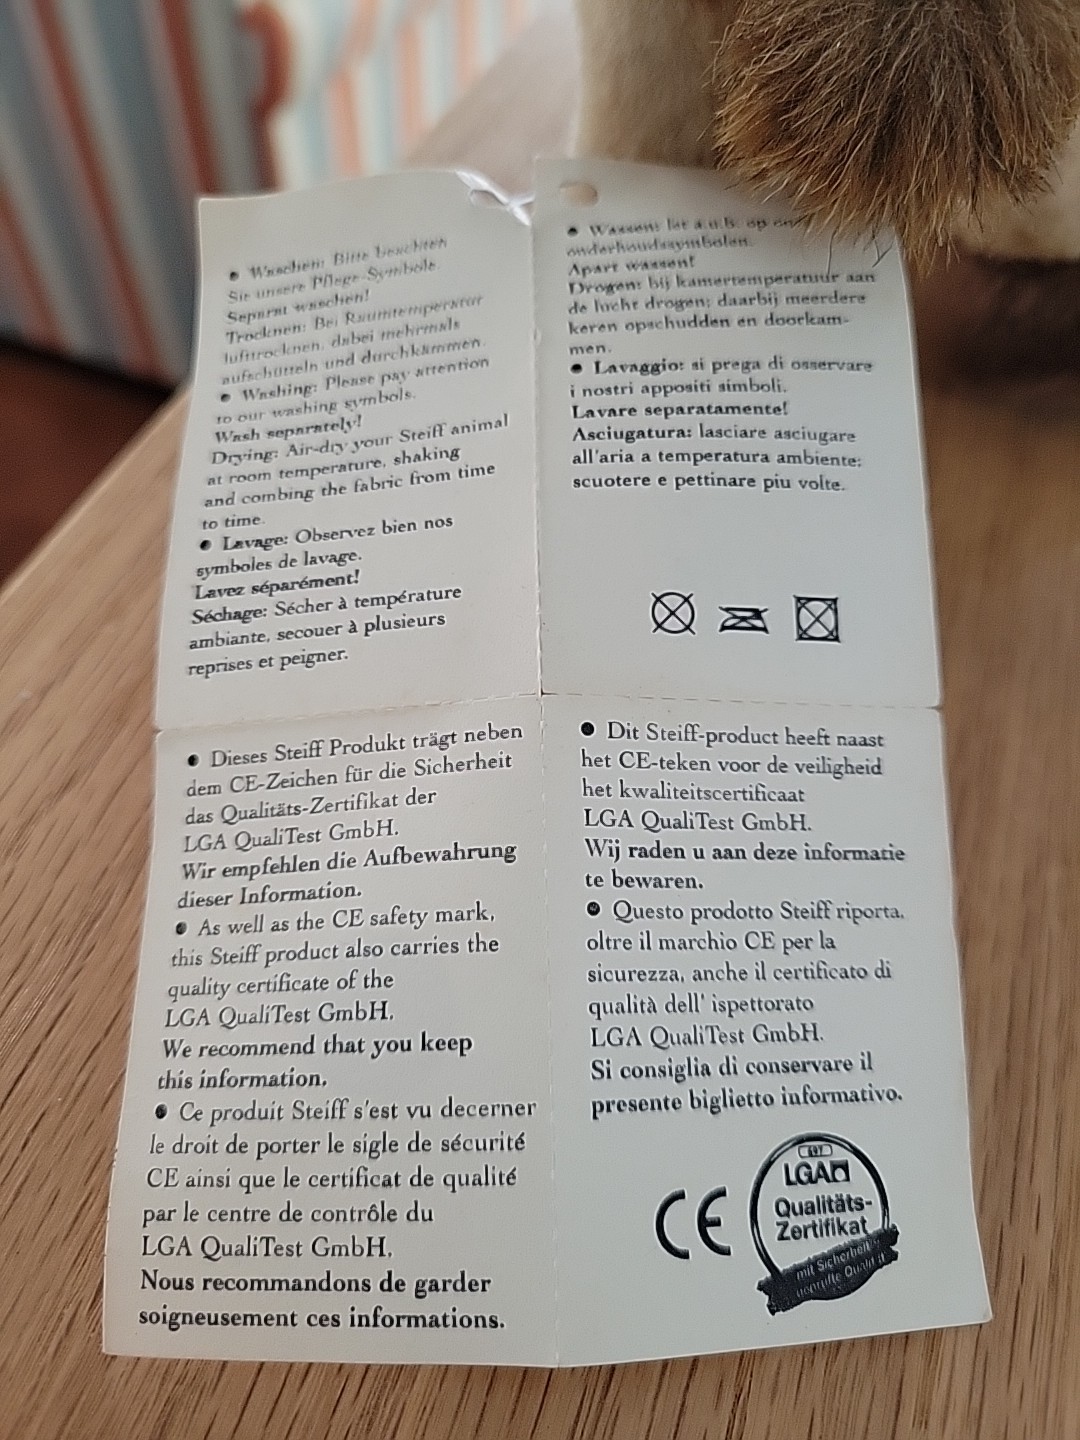 • Waschen: Bitte beachten
Sie unsere Pflege-Symbole.
Separat waschen!
Trocknen: Bei Raumtemperatur
lufttrocknen, dabei mehrmals
aufschütteln und durchkämmen.
• Washing: Please pay attention
to our washing symbols.
Wash separately!
Drying: Air-dry your Steiff animal
at room temperature, shaking
and combing the fabric from time
to time.
• Lavage: Observez bien nos
symboles de lavage.
Lavez séparément!
Séchage: Sécher à température
ambiante, secouer à plusieurs
reprises et peigner.
• Wassen: let a.u.b. op
onderhoudssymbolen.
Apart wassen!
Drogen: bij kamertemperatuur aan
de lucht drogen; daarbij meerdere
keren opschudden en doorkam-
men.
• Lavaggio: si prega di osservare
i nostri appositi simboli.
Lavare separatamente!
Asciugatura: lasciare asciugare
all'aria a temperatura ambiente;
scuotere e pettinare piu volte.
• Dieses Steiff Produkt trägt neben
dem CE-Zeichen für die Sicherheit
das Qualitäts-Zertifikat der
LGA QualiTest GmbH.
Wir empfehlen die Aufbewahrung
dieser Information.
• As well as the CE safety mark,
this Steiff product also carries the
quality certificate of the
LGA QualiTest GmbH.
We recommend that you keep
this information.
• Ce produit Steiff s'est vu decerner
le droit de porter le sigle de sécurité
CE ainsi que le certificat de qualité
par le centre de contrôle du
LGA QualiTest GmbH.
Nous recommandons de garder
soigneusement ces informations.
• Dit Steiff-product heeft naast
het CE-teken voor de veiligheid
het kwaliteitscertificaat
LGA QualiTest GmbH.
Wij raden u aan deze informatie
te bewaren.
• Questo prodotto Steiff riporta,
oltre il marchio CE per la
sicurezza, anche il certificato di
qualità dell' ispettorato
LGA QualiTest GmbH.
Si consiglia di conservare il
presente biglietto informativo.
CE
LGA
Qualitäts-
Zertifikat
mit Sicherheit
geprüfte Qualität